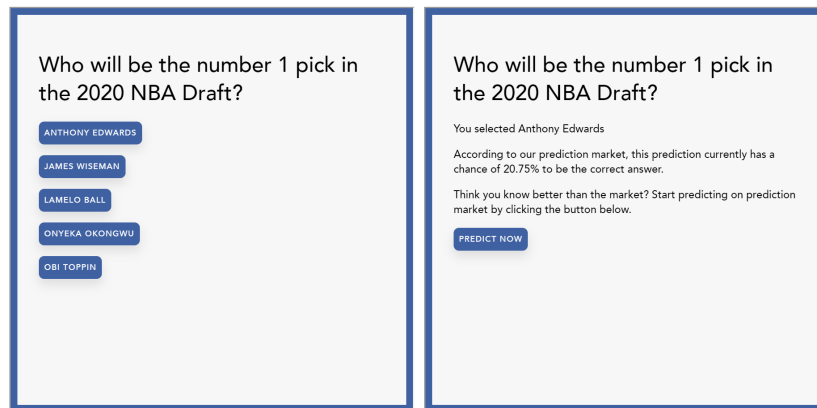 Who will be the number 1 pick in
the 2020 NBA Draft?
ANTHONY EDWARDS
JAMES WISEMAN
LAMELO BALL
ONYEKA OKONGWU
OBI TOPPIN
Who will be the number 1 pick in
the 2020 NBA Draft?
You selected Anthony Edwards
According to our prediction market, this prediction currently has a
chance of 20.75% to be the correct answer.
Think you know better than the market? Start predicting on prediction
market by clicking the button below.
PREDICT NOW